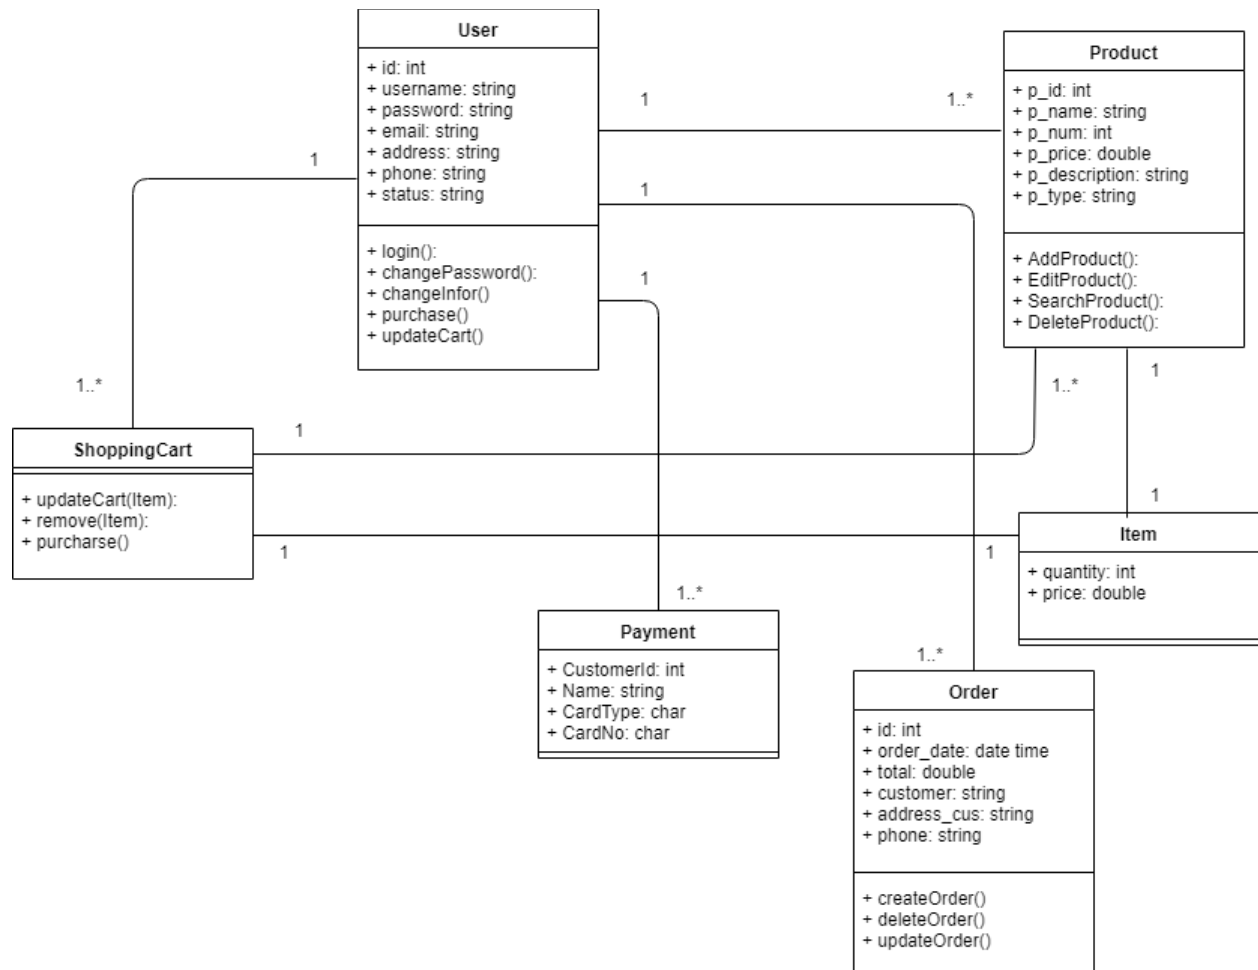 User
+ id: int
+ username: string
+ password: string
+ email: string
+ address: string
+ phone: string
+ status: string
+ login():
+ changePassword():
+ changeInfor()
+ purchase()
+ updateCart()
Product
+ p_id: int
+ p_name: string
+ p_num: int
+ p_price: double
+ p_description: string
+ p_type: string
+ AddProduct():
+ EditProduct():
+ SearchProduct():
+ DeleteProduct():
1
1..*
1
1
1
1..*
1
1..*
1
ShoppingCart
+ updateCart(Item):
+ remove(Item):
+ purcharse()
1
1
1
Item
+ quantity: int
+ price: double
1..*
Payment
+ CustomerId: int
+ Name: string
+ CardType: char
+ CardNo: char
1..*
Order
+ id: int
+ order_date: date time
+ total: double
+ customer: string
+ address_cus: string
+ phone: string
+ createOrder()
+ deleteOrder()
+ updateOrder()